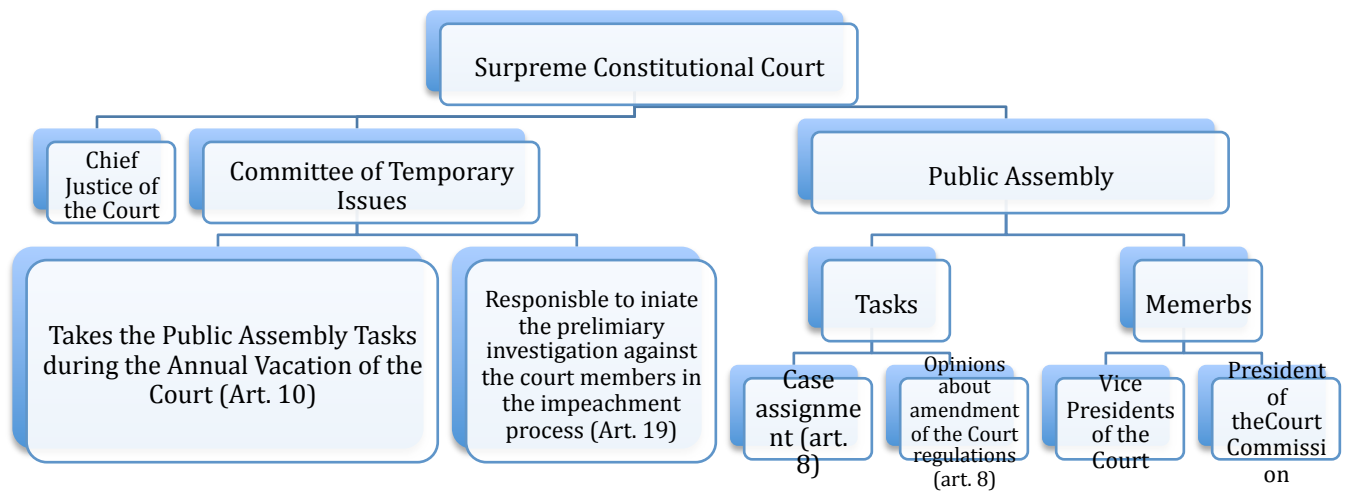 Surpreme Constitutional Court
Chief
Justice of
the Court
Committee of Temporary
Issues
Public Assembly
Takes the Public Assembly Tasks
during the Annual Vacation of the
Court (Art. 10)
Responisble to iniate
the prelimiary
investigation against
the court members in
the impeachment
process (Art. 19)
Tasks
Memerbs
Case
assignme
nt (art.
8)
Opinions
about
amendment
of the Court
regulations
(art. 8)
Vice
Presidents
of the
Court
President
of
theCourt
Commissi
on